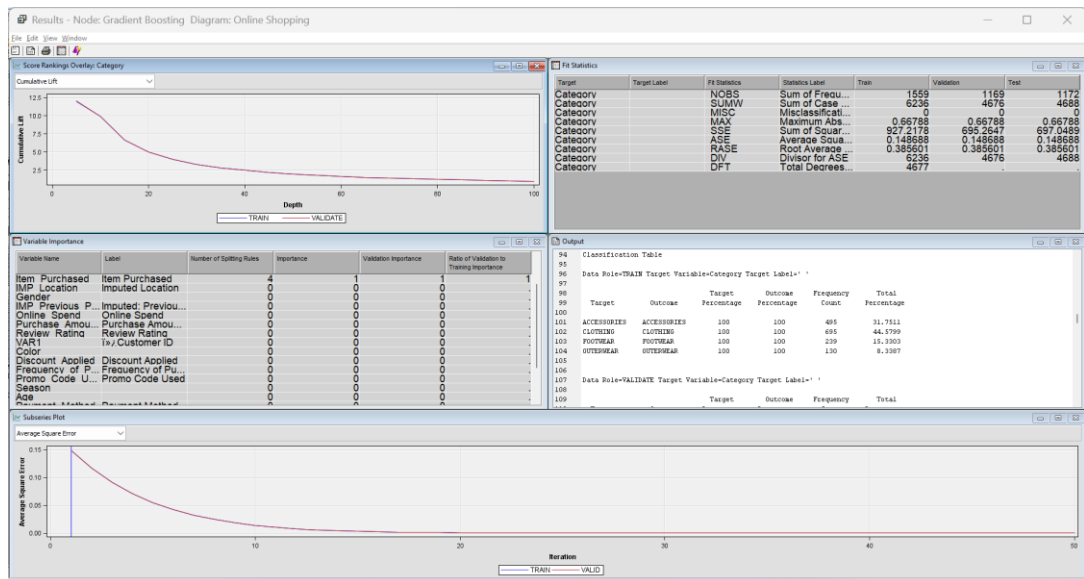 Results - Node: Gradient Boosting Diagram: Online Shopping
File Edit View Window
Score Rankings Overlay: Category
Cumulative Lift
Cumulative Lift
12.5
10.0
7.5
5.0
2.5
0 20 40 60 80 100
Depth
TRAIN VALIDATE
Fit Statistics
Target Target Label Fit Statistics Statistics Label Train Validation Test
Category NOBS Sum of Frequ... 1559 1169 1172
Category SUMW Sum of Case ... 6236 4676 4688
Category MISC Misclassificati... 0 0 0
Category MAX Maximum Abs... 0.66788 0.66788 0.66788
Category SSE Sum of Squar... 927.2178 695.2647 697.0489
Category ASE Average Squa... 0.148688 0.148688 0.148688
Category RASE Root Average ... 0.385601 0.385601 0.385601
Category DIV Divisor for ASE 6236 4676 4688
Category DFT Total Degrees... 4677 . .
Variable Importance
Variable Name Label Number of Splitting Rules Importance Validation Importance Ratio of Validation to Training Importance
Item Purchased Item Purchased 4 1 1 1
IMP Location Imputed Location 0 0 0 .
Gender 0 0 0 .
IMP Previous P... Imputed: Previou... 0 0 0 .
Online Spend Online Spend 0 0 0 .
Purchase Amou... Purchase Amou... 0 0 0 .
Review Rating Review Rating 0 0 0 .
VAR1 ï»¿Customer ID 0 0 0 .
Color 0 0 0 .
Discount Applied Discount Applied 0 0 0 .
Frequency of P... Frequency of Pu... 0 0 0 .
Promo Code U... Promo Code Used 0 0 0 .
Season 0 0 0 .
Age 0 0 0 .
Payment Method Payment Method 0 0 0
Output
94 Classification Table
95
96 Data Role=TRAIN Target Variable=Category Target Label=' '
97
98 Target Outcome Frequency Total
99 Target Outcome Percentage Percentage Count Percentage
100
101 ACCESSORIES ACCESSORIES 100 100 495 31.7511
102 CLOTHING CLOTHING 100 100 695 44.5799
103 FOOTWEAR FOOTWEAR 100 100 239 15.3303
104 OUTERWEAR OUTERWEAR 100 100 130 8.3387
105
106
107 Data Role=VALIDATE Target Variable=Category Target Label=' '
108
109 Target Outcome Frequency Total
Subseries Plot
Average Square Error
Average Square Error
0.15
0.10
0.05
0.00
0 10 20 30 40 50
Iteration
TRAIN VALID